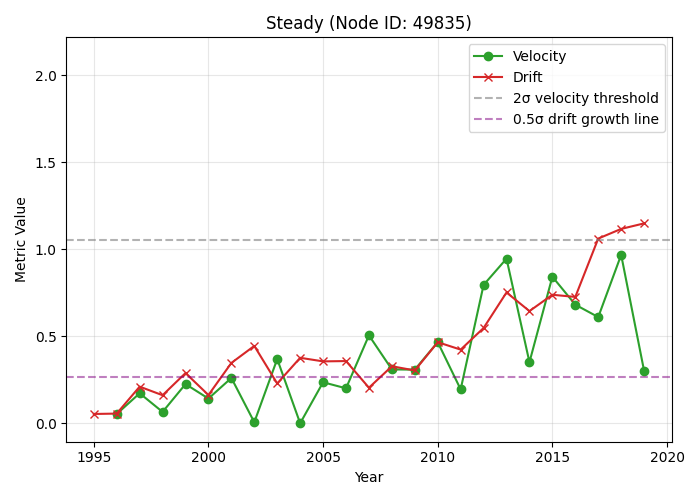 Steady (Node ID: 49835)
Velocity
Drift
2σ velocity threshold
0.5σ drift growth line
Metric Value
2.0
1.5
1.0
0.5
0.0
1995
2000
2005
2010
2015
2020
Year